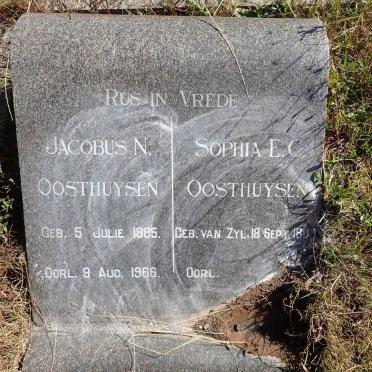 Rus in Vrede
Jacobus N.
Oosthuysen
Geb. 5 Julie 1885.
Oorl. 9 Aug. 1966.
Sophia E. C.
Oosthuysen
Geb. van Zyl. 18 Sept.
Oorl.